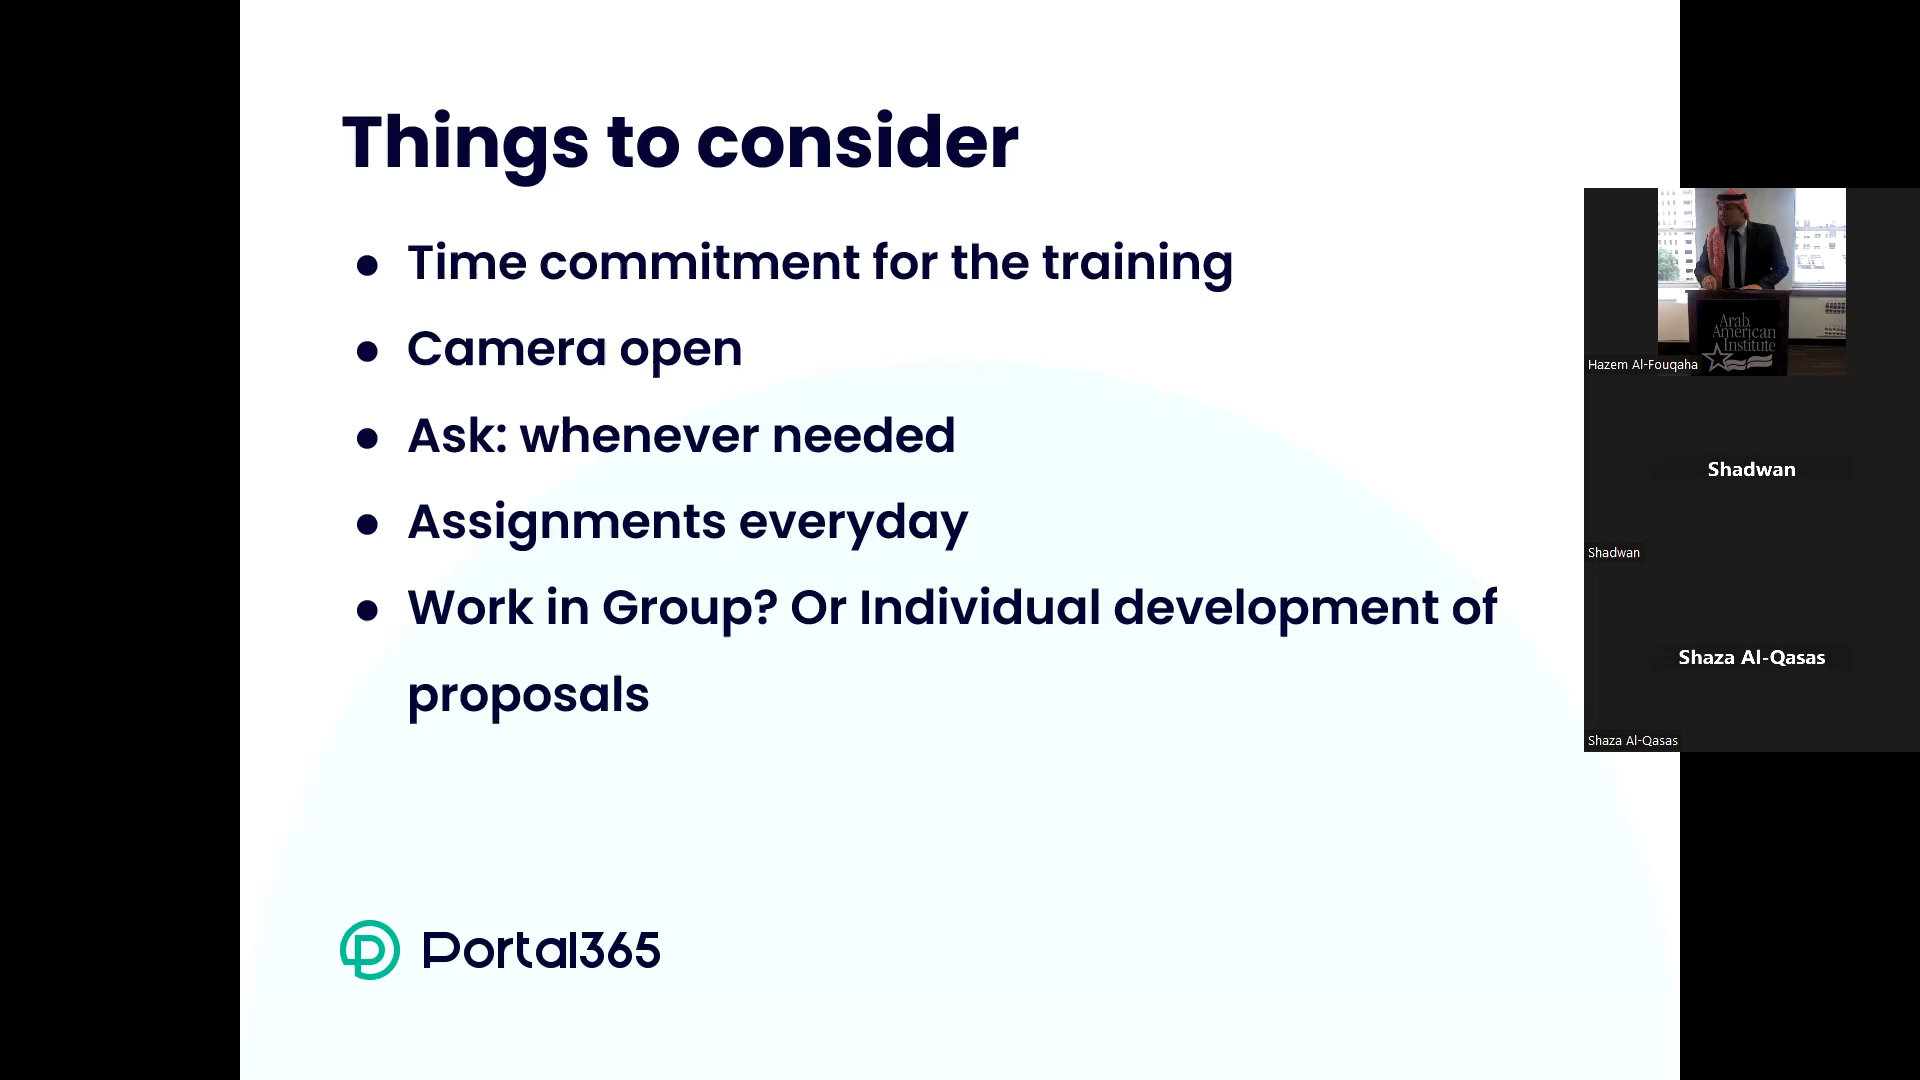 Things to consider
● Time commitment for the training
● Camera open
● Ask: whenever needed
● Assignments everyday
● Work in Group? Or Individual development of
proposals
Portal365
Arab
American
Institute
Hazem Al-Fouqaha
Shadwan
Shadwan
Shaza Al-Qasas
Shaza Al-Qasas